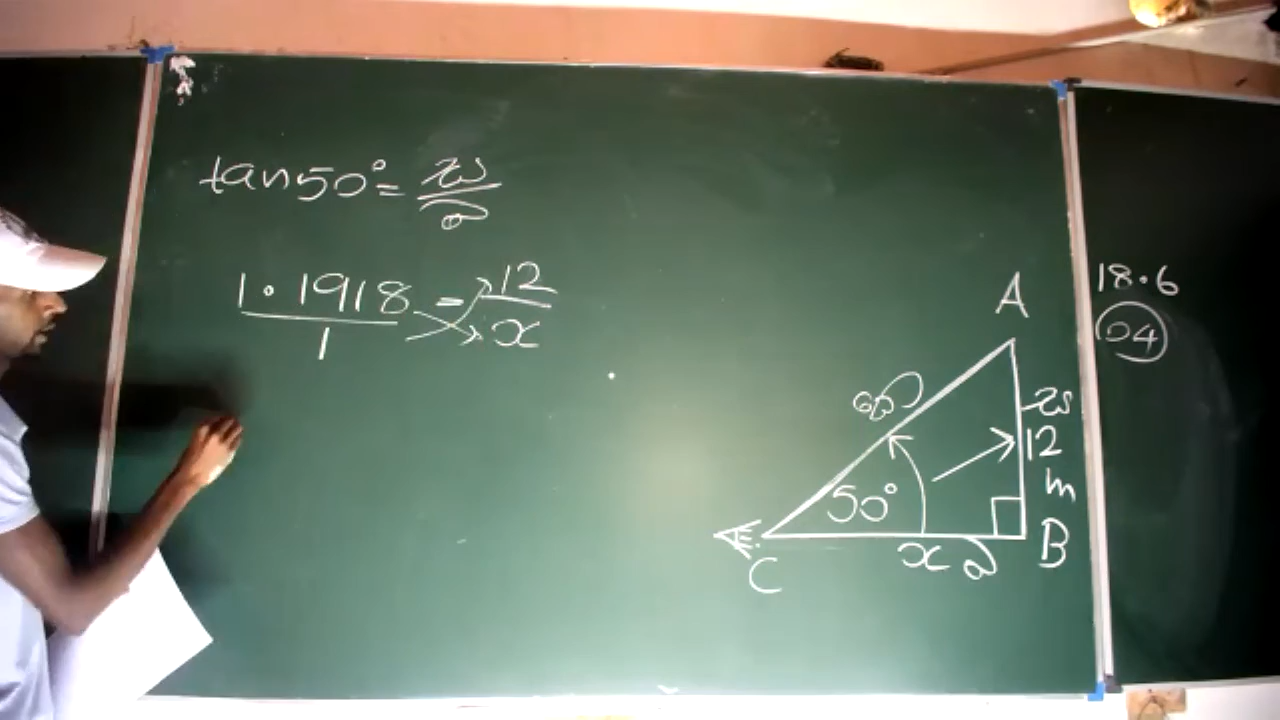 tan50° = සු/බ
1.1918/1 = 12/x
18.6
04
A
සු
12
m
50°
x
බ
B
C